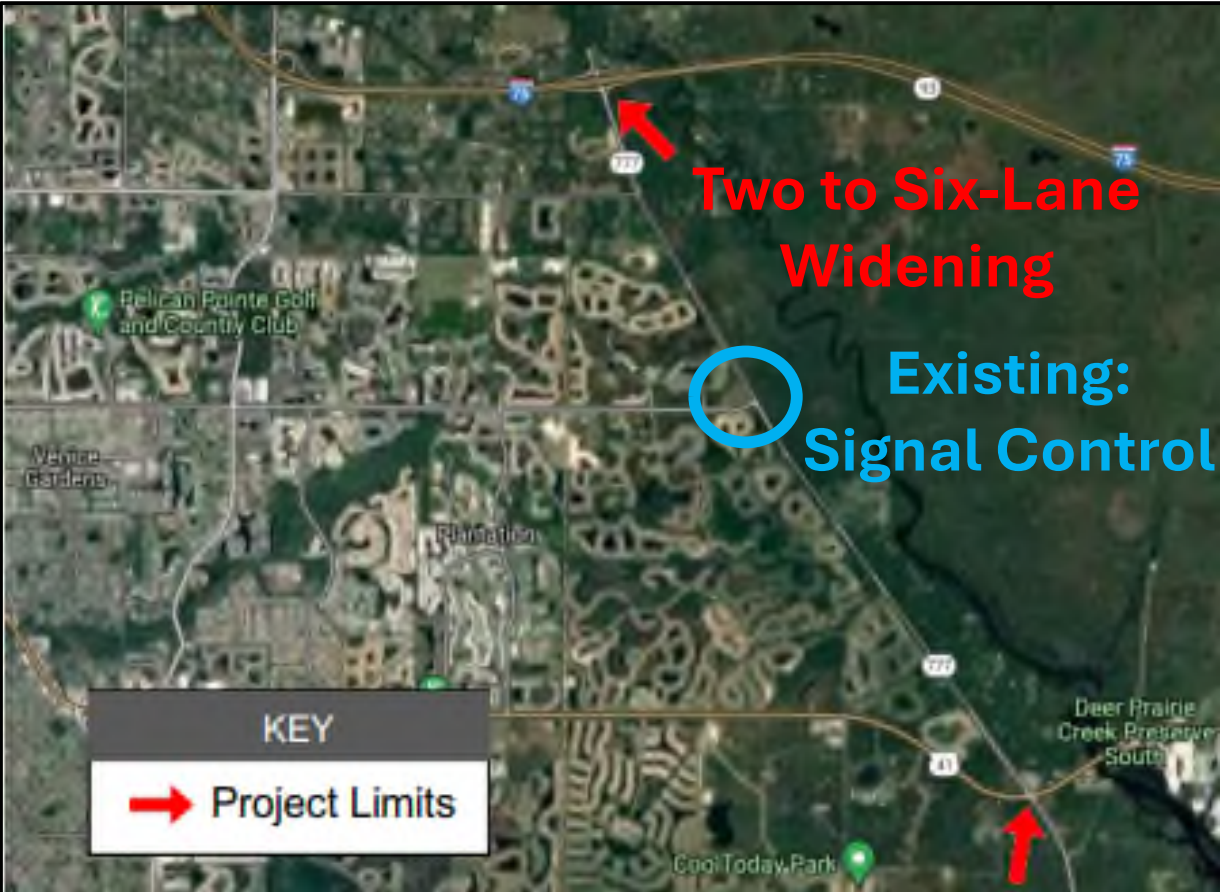 75
93
75
777
Two to Six-Lane
Widening
Pelican Pointe Golf
and Country Club
Existing:
Signal Control
Venice
Gardens
Plantation
777
KEY
Project Limits
Deer Prairie
Creek Preserve
South
41
CoolToday Park